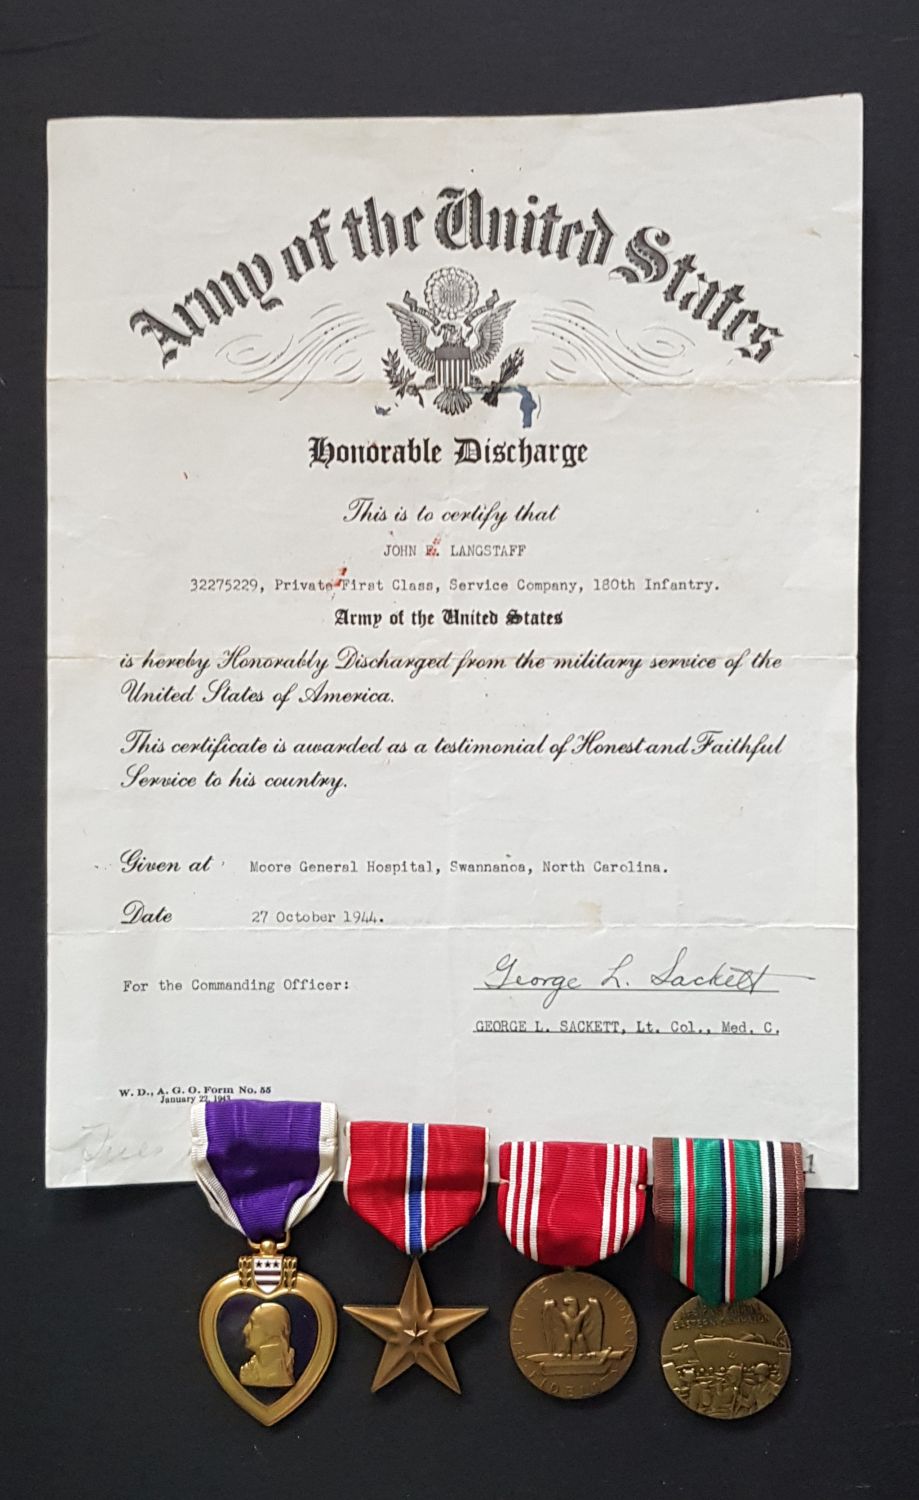 Army of the United States
Honorable Discharge
This is to certify that
JOHN E. LANGSTAFF
32275229, Private First Class, Service Company, 180th Infantry.
Army of the United States
is hereby Honorably Discharged from the military service of the
United States of America.
This certificate is awarded as a testimonial of Honest and Faithful
Service to his country.
Given at Moore General Hospital, Swannanoa, North Carolina.
Date 27 October 1944.
For the Commanding Officer:
George L. Sackett
GEORGE L. SACKETT, Lt. Col., Med. C.
W. D., A. G. O. Form No. 55
January 22, 1943
1
HONOR
EASTERN CAMPAIGN